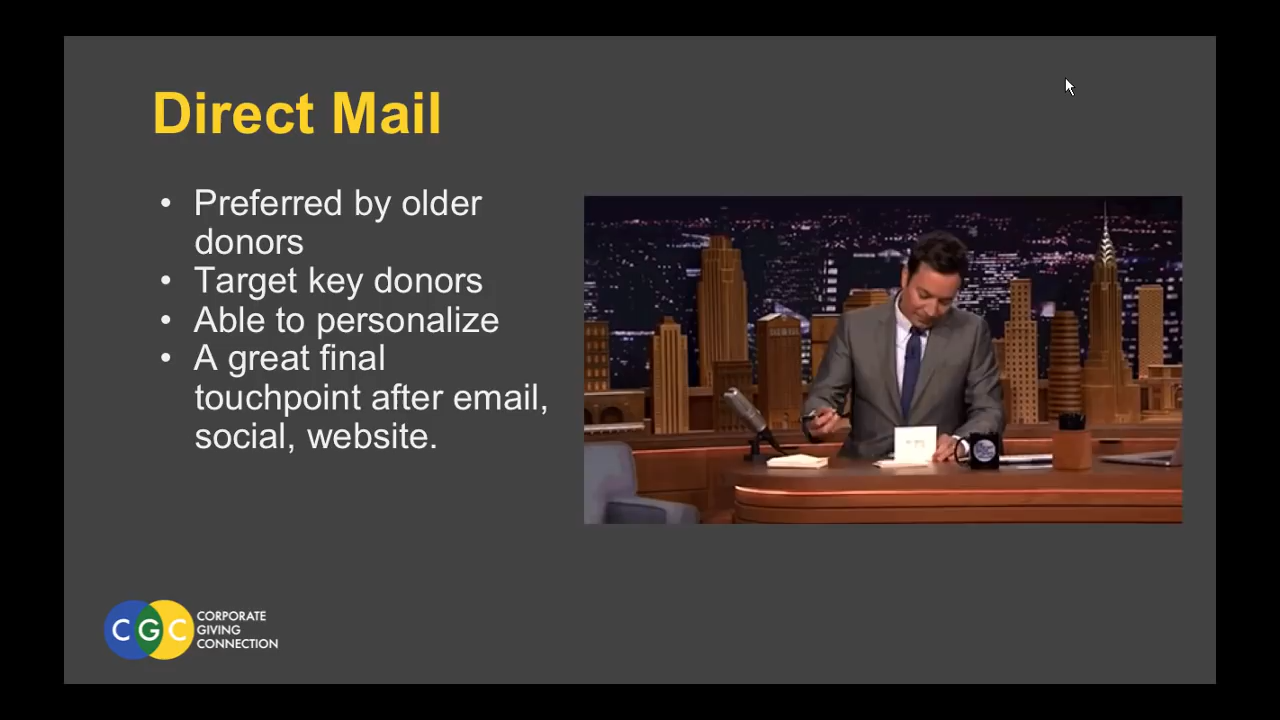 Direct Mail
• Preferred by older
donors
• Target key donors
• Able to personalize
• A great final
touchpoint after email,
social, website.
CGC
CORPORATE
GIVING
CONNECTION